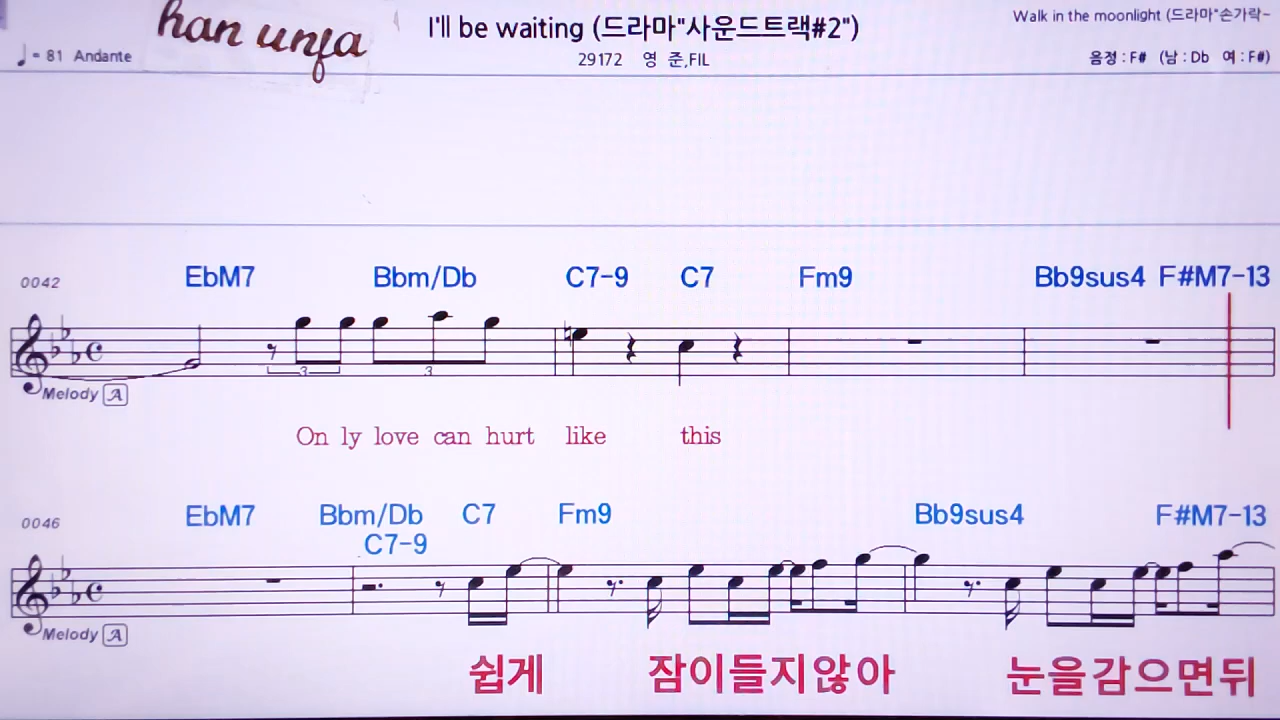 han unfa
I'll be waiting (드라마"사운드트랙#2")
Walk in the moonlight (드라마"손가락~
♩= 81 Andante
29172 영 준,FIL
음정 : F# (남 : Db 여 : F#)
0042 EbM7 Bbm/Db C7-9 C7 Fm9 Bb9sus4 F#M7-13
3 3
Melody A
On ly love can hurt like this
0046 EbM7 Bbm/Db C7 Fm9 Bb9sus4 F#M7-13
C7-9
Melody A
쉽게 잠이들지않아 눈을감으면뒤